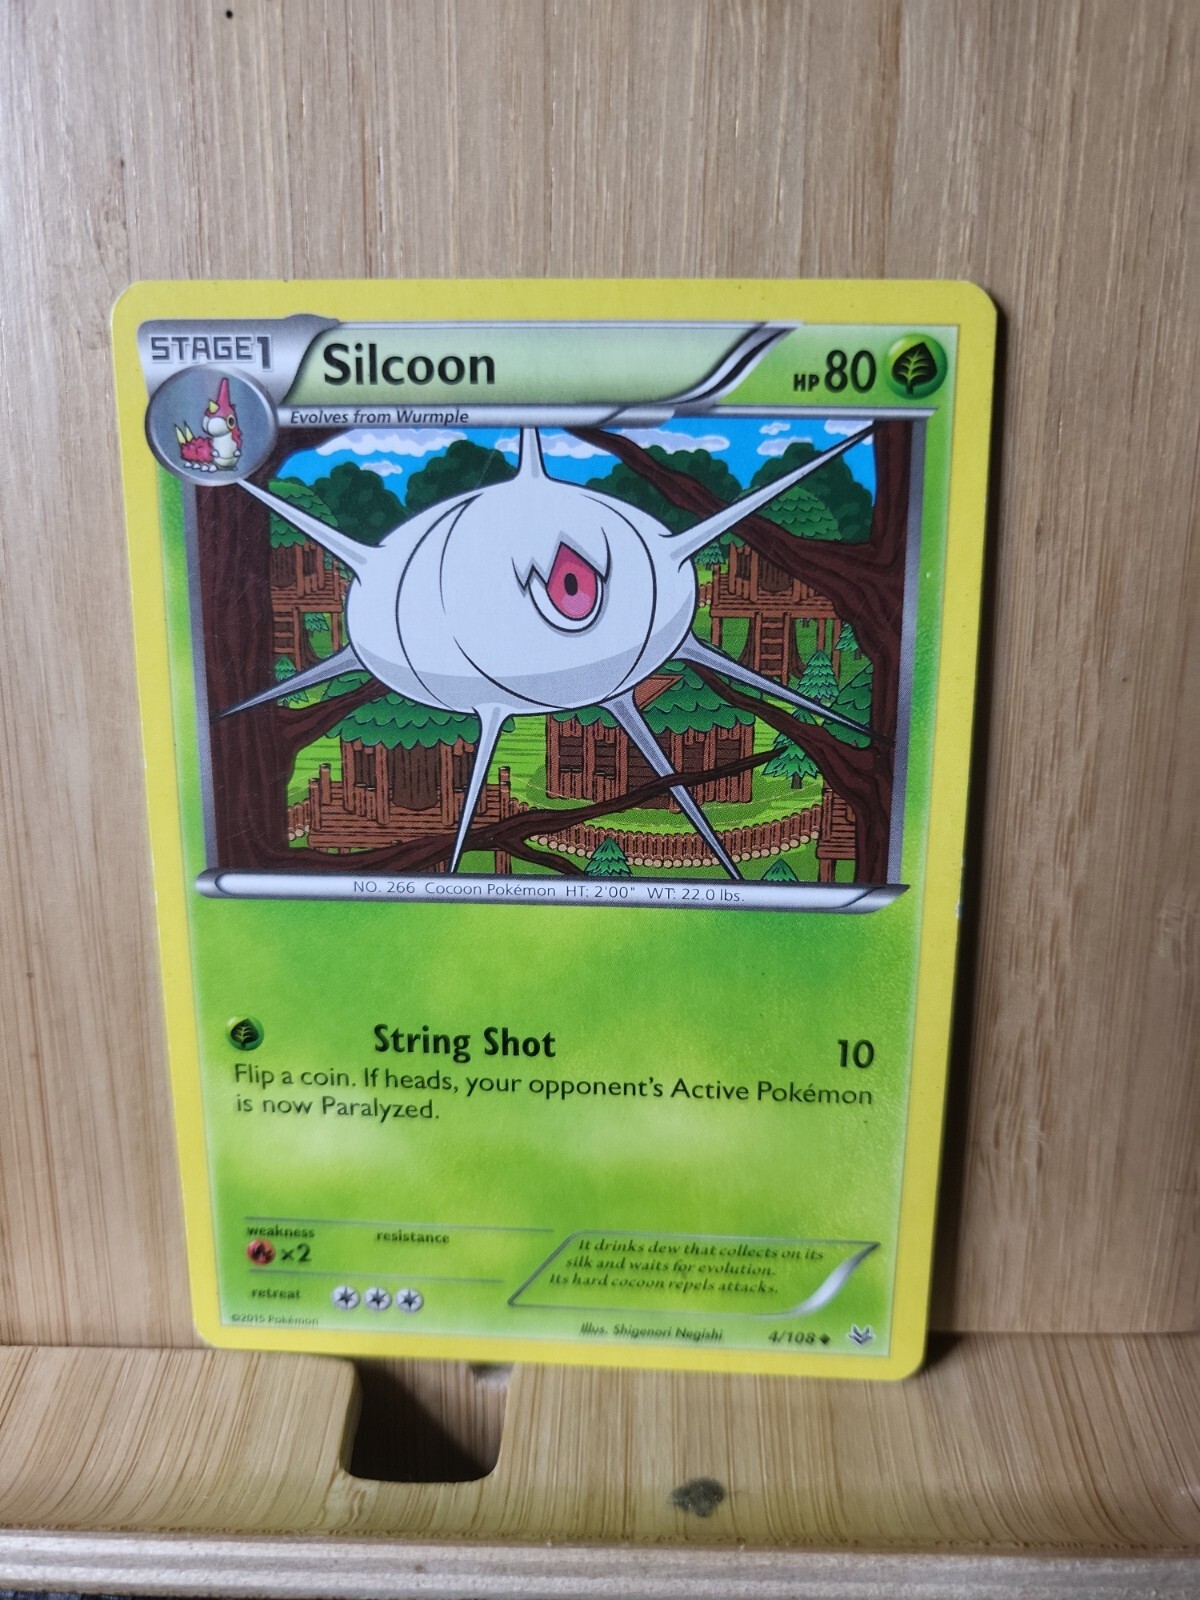 STAGE1
Silcoon
HP 80
Evolves from Wurmple
NO. 266 Cocoon Pokémon HT: 2'00" WT: 22.0 lbs.
String Shot 10
Flip a coin. If heads, your opponent's Active Pokémon
is now Paralyzed.
weakness resistance
x2
retreat
It drinks dew that collects on its
silk and waits for evolution.
Its hard cocoon repels attacks.
©2015 Pokémon
Illus. Shigenori Negishi
4/108